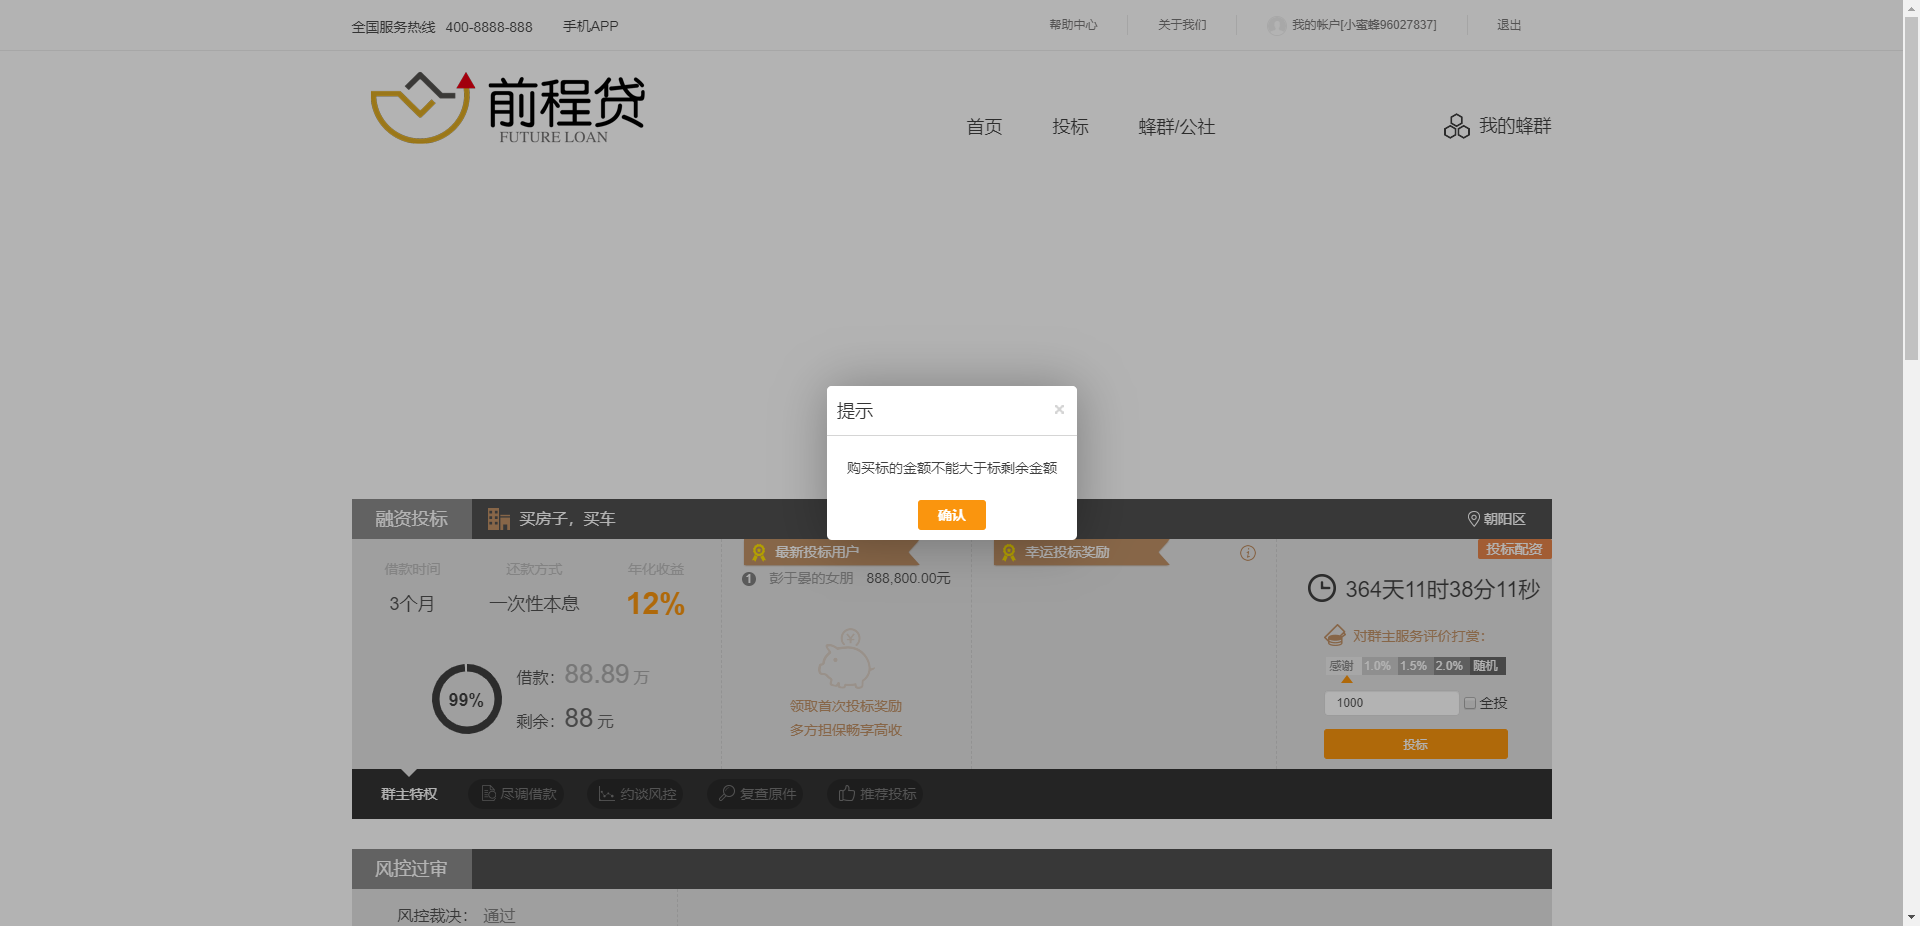 全国服务热线 400-8888-888 手机APP 帮助中心 关于我们 我的帐户[小蜜蜂96027837] 退出
前程贷
FUTURE LOAN
首页 投标 蜂群/公社 我的蜂群
提示 ×
购买标的金额不能大于标剩余金额
确认
融资投标 买房子，买车 朝阳区
借款时间 还款方式 年化收益
3个月 一次性本息 12%
99%
借款： 88.89 万
剩余： 88 元
最新投标用户
1 彭于晏的女朋 888,800.00元
领取首次投标奖励
多方担保畅享高收
幸运投标奖励
投标配资
364天11时38分11秒
对群主服务评价打赏：
感谢 1.0% 1.5% 2.0% 随机
1000 全投
投标
群主特权 尽调借款 约谈风控 复查原件 推荐投标
风控过审
风控裁决： 通过